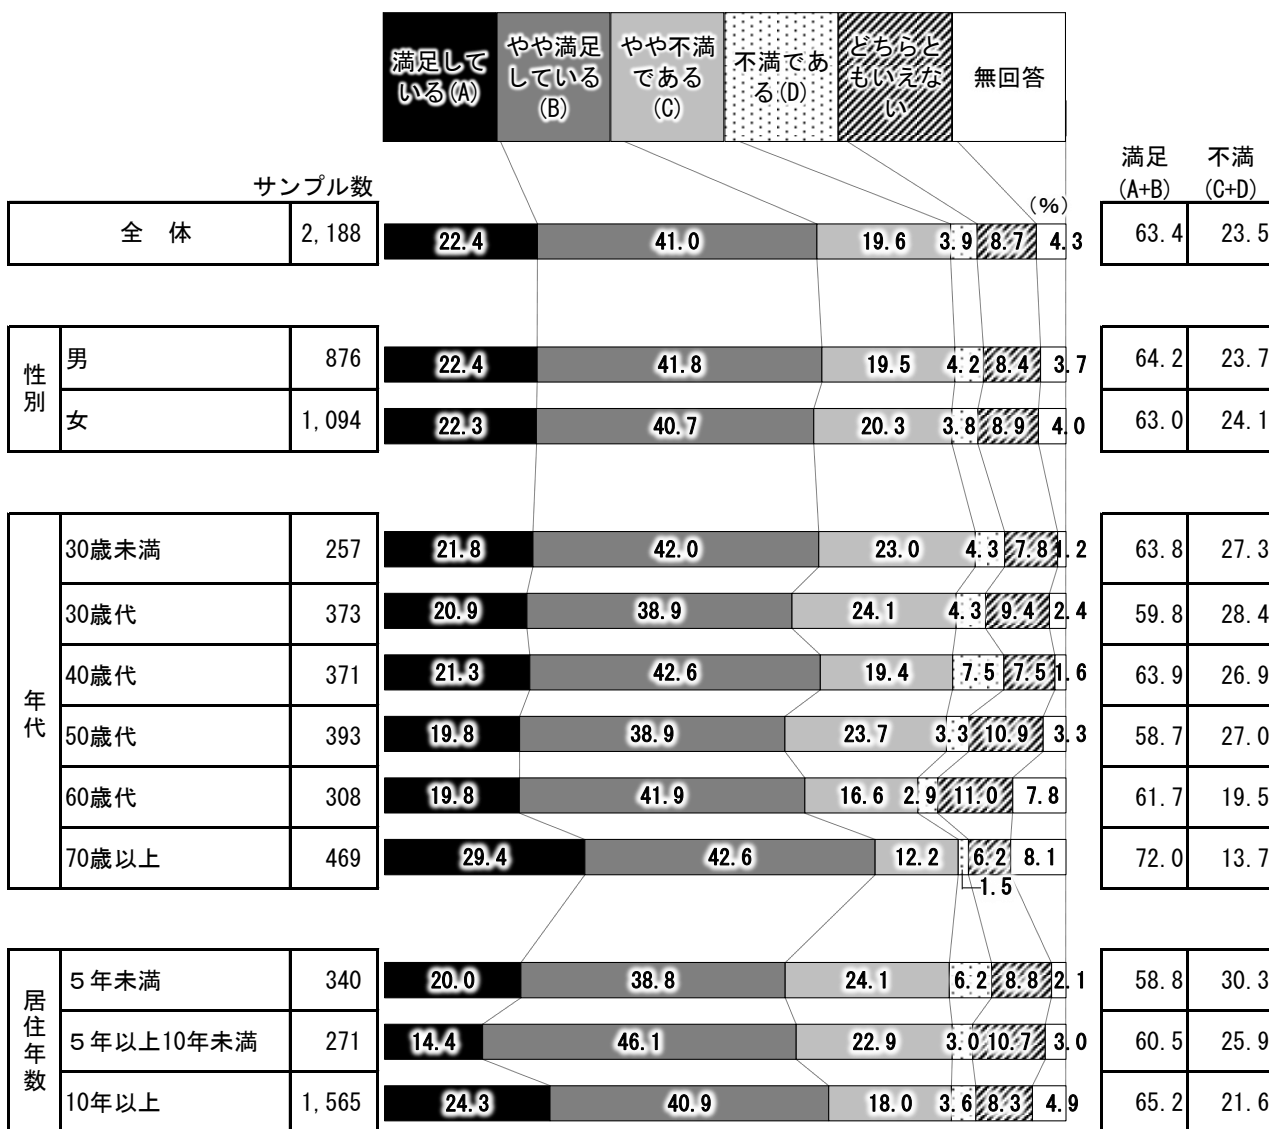 満足して
いる(A)
やや満足
している
(B)
やや不満
である
(C)
不満であ
る(D)
どちらと
もいえな
い
無回答
満足
(A+B)
不満
(C+D)
サンプル数
(%)
全 体 2,188 22.4 41.0 19.6 3.9 8.7 4.3 63.4 23.5
性別
男 876 22.4 41.8 19.5 4.2 8.4 3.7 64.2 23.7
女 1,094 22.3 40.7 20.3 3.8 8.9 4.0 63.0 24.1
年代
30歳未満 257 21.8 42.0 23.0 4.3 7.8 1.2 63.8 27.3
30歳代 373 20.9 38.9 24.1 4.3 9.4 2.4 59.8 28.4
40歳代 371 21.3 42.6 19.4 7.5 7.5 1.6 63.9 26.9
50歳代 393 19.8 38.9 23.7 3.3 10.9 3.3 58.7 27.0
60歳代 308 19.8 41.9 16.6 2.9 11.0 7.8 61.7 19.5
70歳以上 469 29.4 42.6 12.2 1.5 6.2 8.1 72.0 13.7
居住年数
５年未満 340 20.0 38.8 24.1 6.2 8.8 2.1 58.8 30.3
５年以上10年未満 271 14.4 46.1 22.9 3.0 10.7 3.0 60.5 25.9
10年以上 1,565 24.3 40.9 18.0 3.6 8.3 4.9 65.2 21.6